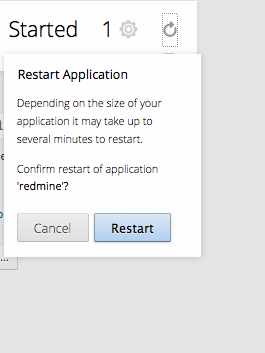 Started 1
Restart Application
Depending on the size of your
application it may take up to
several minutes to restart.
Confirm restart of application
'redmine'?
Cancel Restart
...